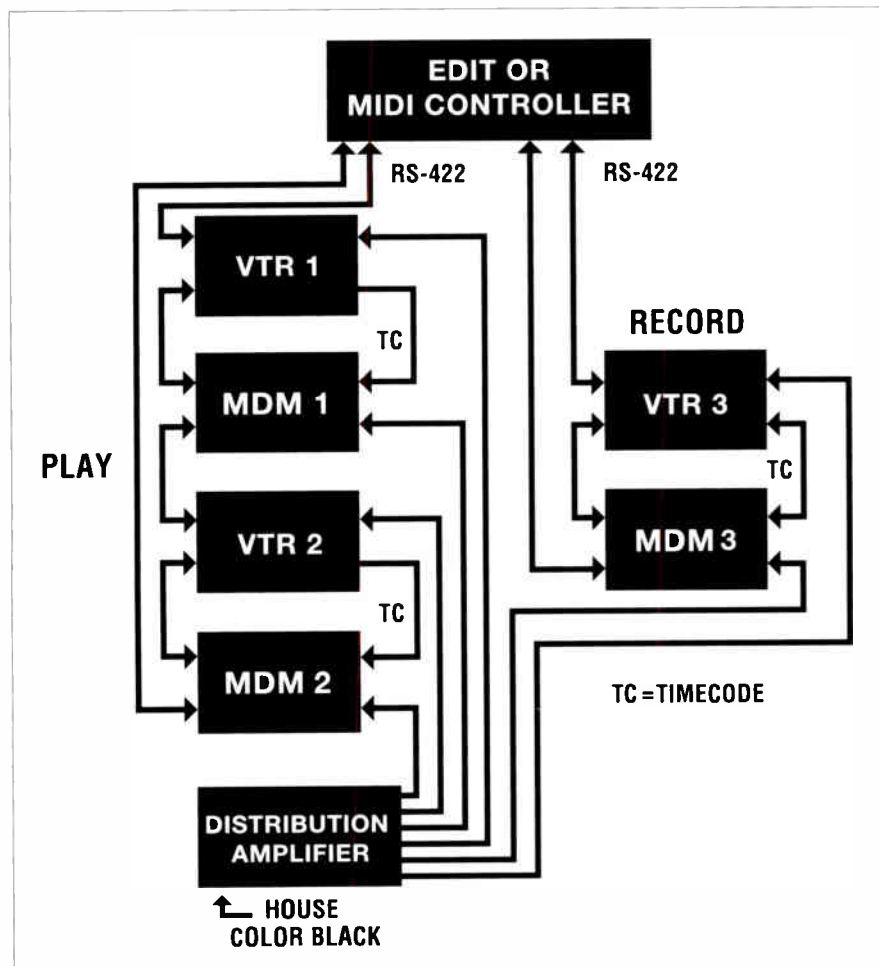 EDIT OR
MIDI CONTROLLER
RS-422
RS-422
VTR 1
TC
MDM 1
PLAY
VTR 2
TC
MDM 2
RECORD
VTR 3
TC
MDM 3
TC=TIMECODE
DISTRIBUTION
AMPLIFIER
HOUSE
COLOR BLACK